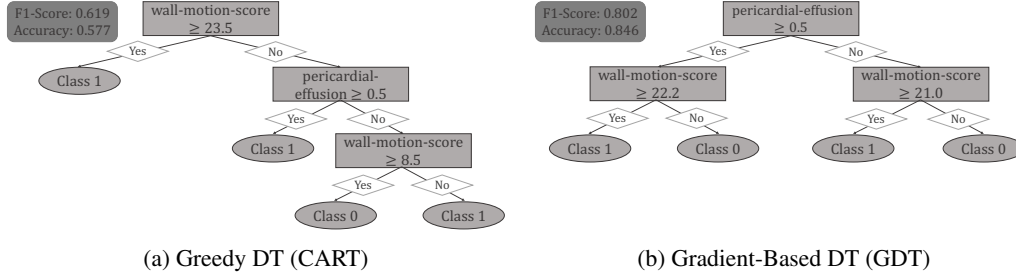 F1-Score: 0.619
Accuracy: 0.577
wall-motion-score
≥ 23.5
Yes
No
Class 1
pericardial-
effusion ≥ 0.5
Yes
No
Class 1
wall-motion-score
≥ 8.5
Yes
No
Class 0
Class 1
(a) Greedy DT (CART)
F1-Score: 0.802
Accuracy: 0.846
pericardial-effusion
≥ 0.5
Yes
No
wall-motion-score
≥ 22.2
wall-motion-score
≥ 21.0
Yes
No
Yes
No
Class 1
Class 0
Class 1
Class 0
(b) Gradient-Based DT (GDT)